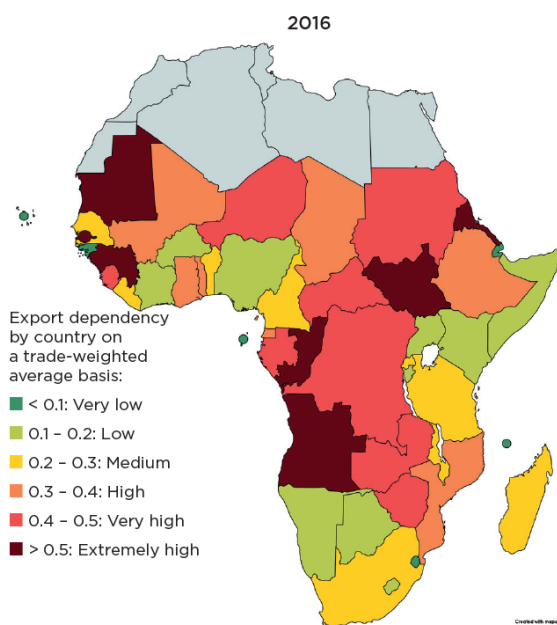 2016
Export dependency
by country on
a trade-weighted
average basis:
< 0.1: Very low
0.1 – 0.2: Low
0.2 – 0.3: Medium
0.3 – 0.4: High
0.4 – 0.5: Very high
> 0.5: Extremely high
Created with